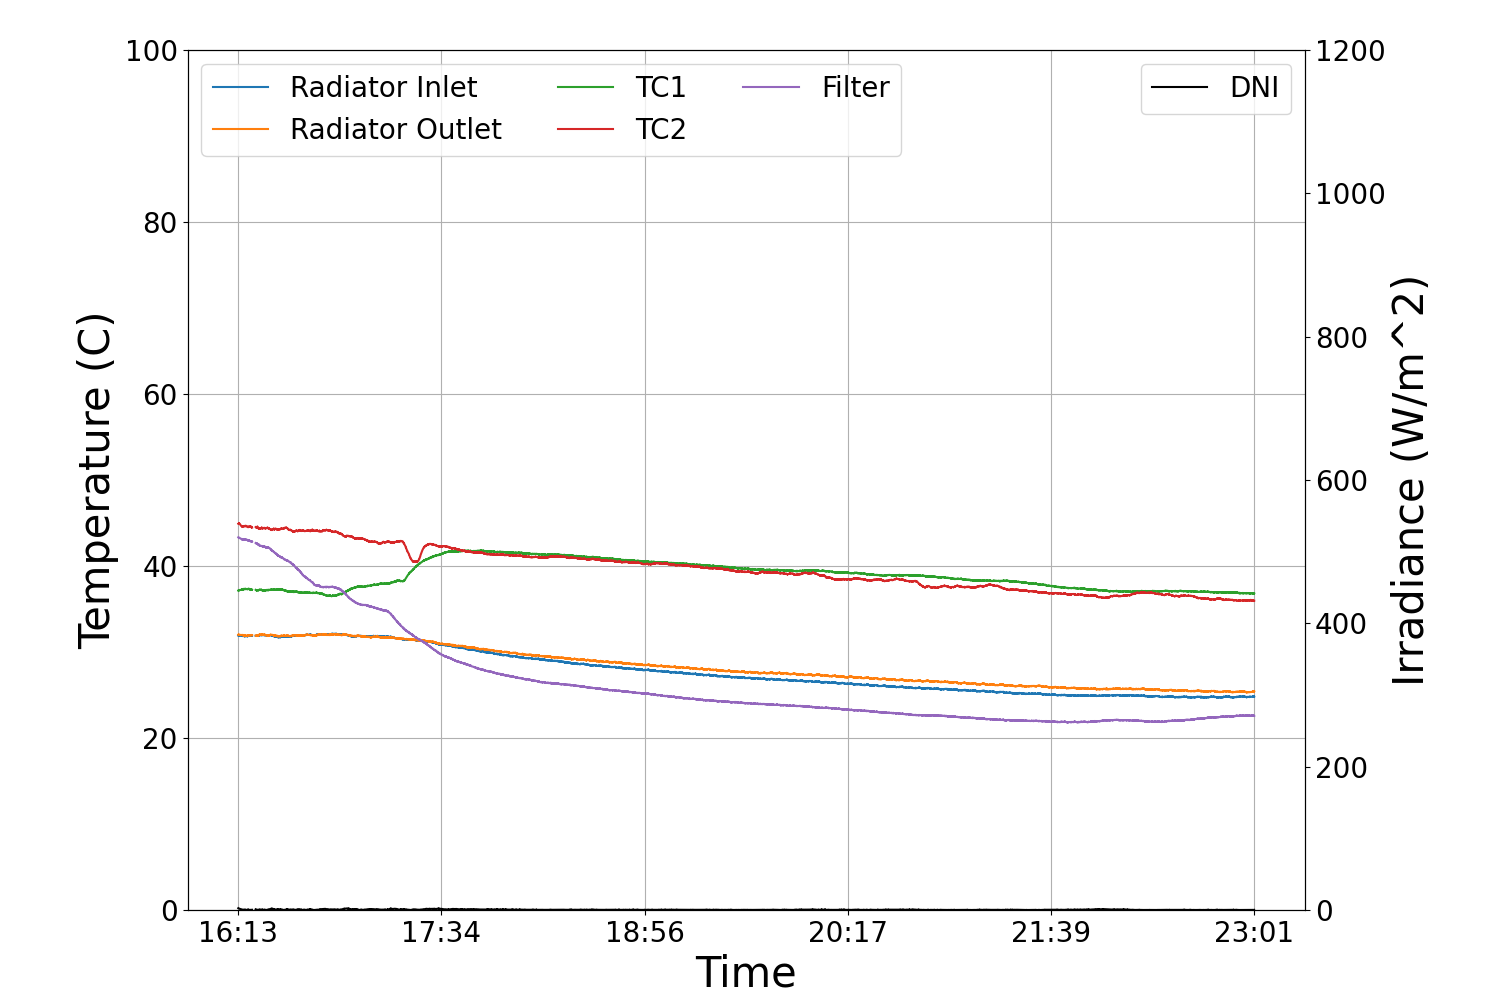 Radiator Inlet
Radiator Outlet
TC1
TC2
Filter
DNI
Temperature (C)
100
80
60
40
20
0
1200
1000
800
600
400
200
0
Irradiance (W/m^2)
16:13 17:34 18:56 20:17 21:39 23:01
Time